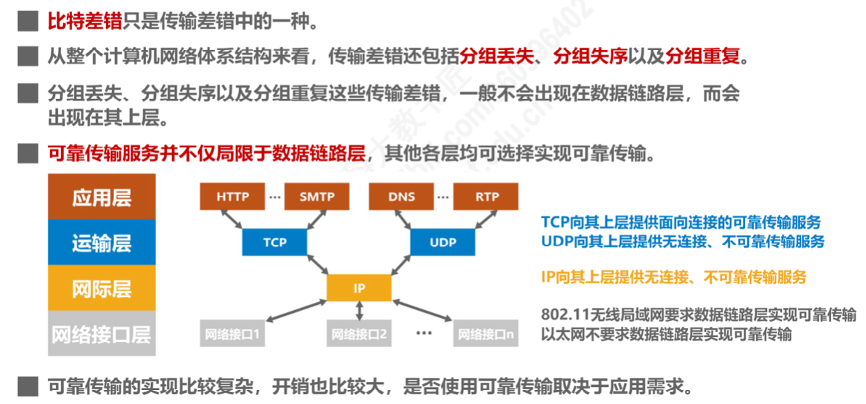 比特差错只是传输差错中的一种。
从整个计算机网络体系结构来看，传输差错还包括分组丢失、分组失序以及分组重复。
分组丢失、分组失序以及分组重复这些传输差错，一般不会出现在数据链路层，而会
出现在其上层。
可靠传输服务并不仅局限于数据链路层，其他各层均可选择实现可靠传输。
应用层
HTTP ··· SMTP DNS ··· RTP
运输层
TCP UDP
TCP向其上层提供面向连接的可靠传输服务
UDP向其上层提供无连接、不可靠传输服务
网际层
IP
IP向其上层提供无连接、不可靠传输服务
网络接口层
网络接口1 网络接口2 ··· 网络接口n
802.11无线局域网要求数据链路层实现可靠传输
以太网不要求数据链路层实现可靠传输
可靠传输的实现比较复杂，开销也比较大，是否使用可靠传输取决于应用需求。